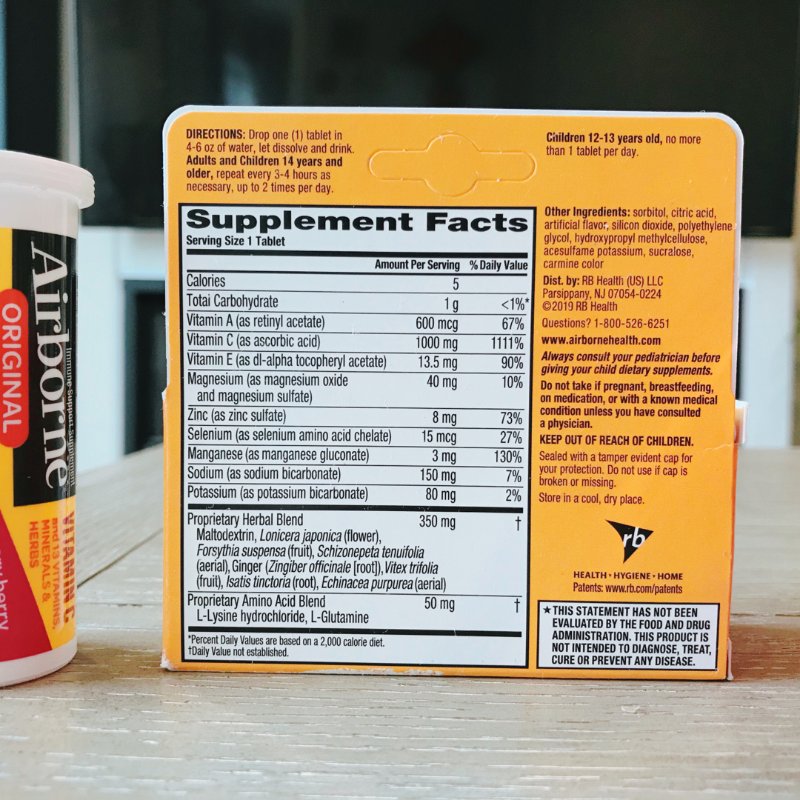 Airborne
Immune Support Supplement
ORIGINAL
VITAMIN C
and 13 VITAMINS,
MINERALS &
HERBS
DIRECTIONS: Drop one (1) tablet in
4-6 oz of water, let dissolve and drink.
Adults and Children 14 years and
older, repeat every 3-4 hours as
necessary, up to 2 times per day.
Children 12-13 years old, no more
than 1 tablet per day.
Supplement Facts
Serving Size 1 Tablet
Amount Per Serving % Daily Value
Calories 5
Total Carbohydrate 1 g <1%*
Vitamin A (as retinyl acetate) 600 mcg 67%
Vitamin C (as ascorbic acid) 1000 mg 1111%
Vitamin E (as dl-alpha tocopheryl acetate) 13.5 mg 90%
Magnesium (as magnesium oxide 40 mg 10%
and magnesium sulfate)
Zinc (as zinc sulfate) 8 mg 73%
Selenium (as selenium amino acid chelate) 15 mcg 27%
Manganese (as manganese gluconate) 3 mg 130%
Sodium (as sodium bicarbonate) 150 mg 7%
Potassium (as potassium bicarbonate) 80 mg 2%
Proprietary Herbal Blend 350 mg †
Maltodextrin, Lonicera japonica (flower),
Forsythia suspensa (fruit), Schizonepeta tenuifolia
(aerial), Ginger (Zingiber officinale [root]), Vitex trifolia
(fruit), Isatis tinctoria (root), Echinacea purpurea (aerial)
Proprietary Amino Acid Blend 50 mg †
L-Lysine hydrochloride, L-Glutamine
*Percent Daily Values are based on a 2,000 calorie diet.
†Daily Value not established.
Other Ingredients: sorbitol, citric acid,
artificial flavor, silicon dioxide, polyethylene
glycol, hydroxypropyl methylcellulose,
acesulfame potassium, sucralose,
carmine color
Dist. by: RB Health (US) LLC
Parsippany, NJ 07054-0224
©2019 RB Health
Questions? 1-800-526-6251
www.airbornehealth.com
Always consult your pediatrician before
giving your child dietary supplements.
Do not take if pregnant, breastfeeding,
on medication, or with a known medical
condition unless you have consulted
a physician.
KEEP OUT OF REACH OF CHILDREN.
Sealed with a tamper evident cap for
your protection. Do not use if cap is
broken or missing.
Store in a cool, dry place.
rb
HEALTH • HYGIENE • HOME
Patents: www.rb.com/patents
★THIS STATEMENT HAS NOT BEEN
EVALUATED BY THE FOOD AND DRUG
ADMINISTRATION. THIS PRODUCT IS
NOT INTENDED TO DIAGNOSE, TREAT,
CURE OR PREVENT ANY DISEASE.